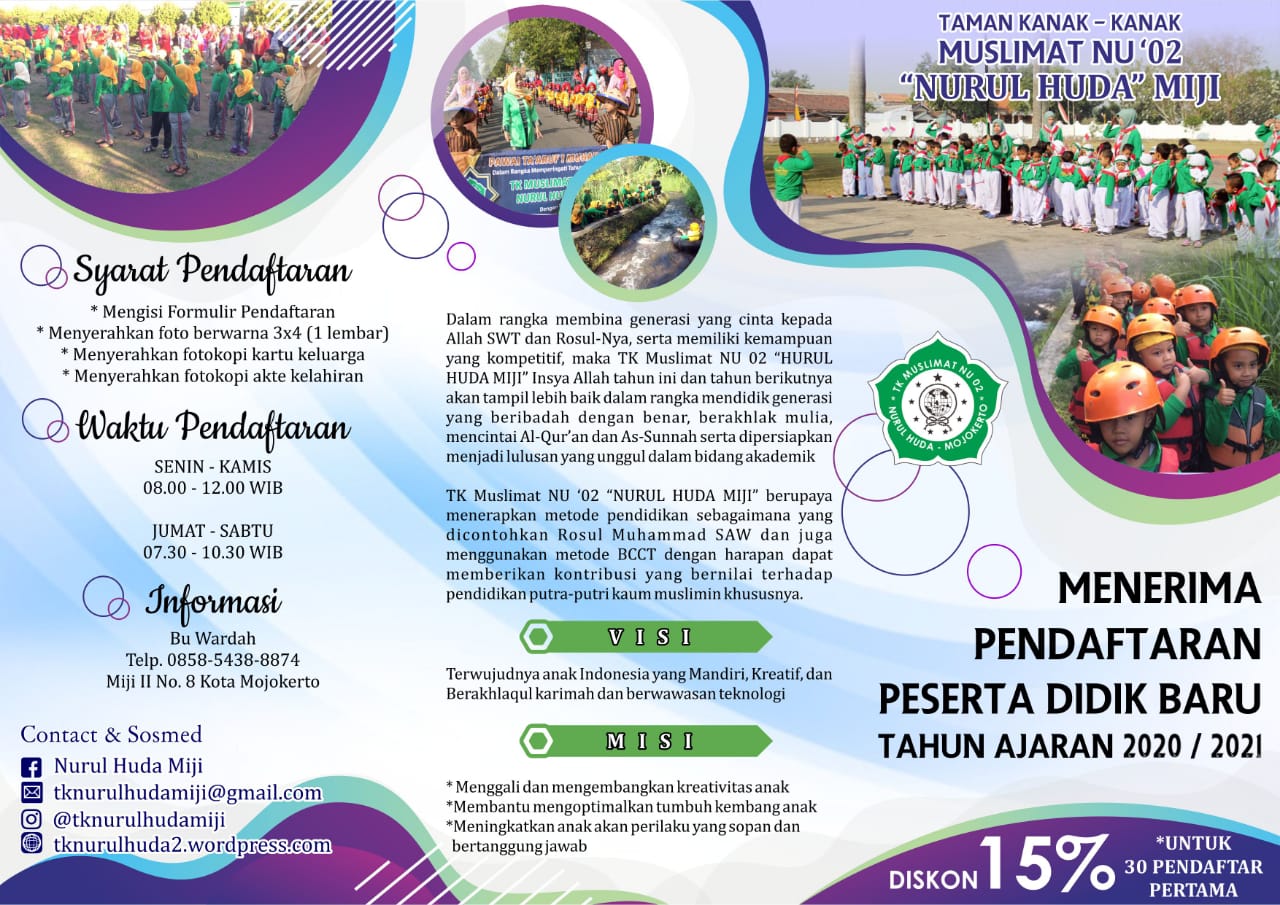 Syarat Pendaftaran
* Mengisi Formulir Pendaftaran
* Menyerahkan foto berwarna 3x4 (1 lembar)
* Menyerahkan fotokopi kartu keluarga
* Menyerahkan fotokopi akte kelahiran
Waktu Pendaftaran
SENIN - KAMIS
08.00 - 12.00 WIB
JUMAT - SABTU
07.30 - 10.30 WIB
Informasi
Bu Wardah
Telp. 0858-5438-8874
Miji II No. 8 Kota Mojokerto
Contact & Sosmed
Nurul Huda Miji
tknurulhudamiji@gmail.com
@tknurulhudamiji
tknurulhuda2.wordpress.com
PAWAI TA'ARUF 1
Dalam Rangka Memperingati
TK MUSLIMAT
NURUL HU
Dalam rangka membina generasi yang cinta kepada
Allah SWT dan Rosul-Nya, serta memiliki kemampuan
yang kompetitif, maka TK Muslimat NU 02 “HURUL
HUDA MIJI” Insya Allah tahun ini dan tahun berikutnya
akan tampil lebih baik dalam rangka mendidik generasi
yang beribadah dengan benar, berakhlak mulia,
mencintai Al-Qur’an dan As-Sunnah serta dipersiapkan
menjadi lulusan yang unggul dalam bidang akademik
TK Muslimat NU ‘02 “NURUL HUDA MIJI” berupaya
menerapkan metode pendidikan sebagaimana yang
dicontohkan Rosul Muhammad SAW dan juga
menggunakan metode BCCT dengan harapan dapat
memberikan kontribusi yang bernilai terhadap
pendidikan putra-putri kaum muslimin khususnya.
VISI
Terwujudnya anak Indonesia yang Mandiri, Kreatif, dan
Berakhlaqul karimah dan berwawasan teknologi
MISI
* Menggali dan mengembangkan kreativitas anak
*Membantu mengoptimalkan tumbuh kembang anak
*Meningkatkan anak akan perilaku yang sopan dan
bertanggung jawab
TAMAN KANAK – KANAK
MUSLIMAT NU ‘02
“NURUL HUDA” MIJI
* TK MUSLIMAT NU 02 *
NURUL HUDA - MOJOKERTO
MENERIMA
PENDAFTARAN
PESERTA DIDIK BARU
TAHUN AJARAN 2020 / 2021
DISKON 15%
*UNTUK
30 PENDAFTAR
PERTAMA